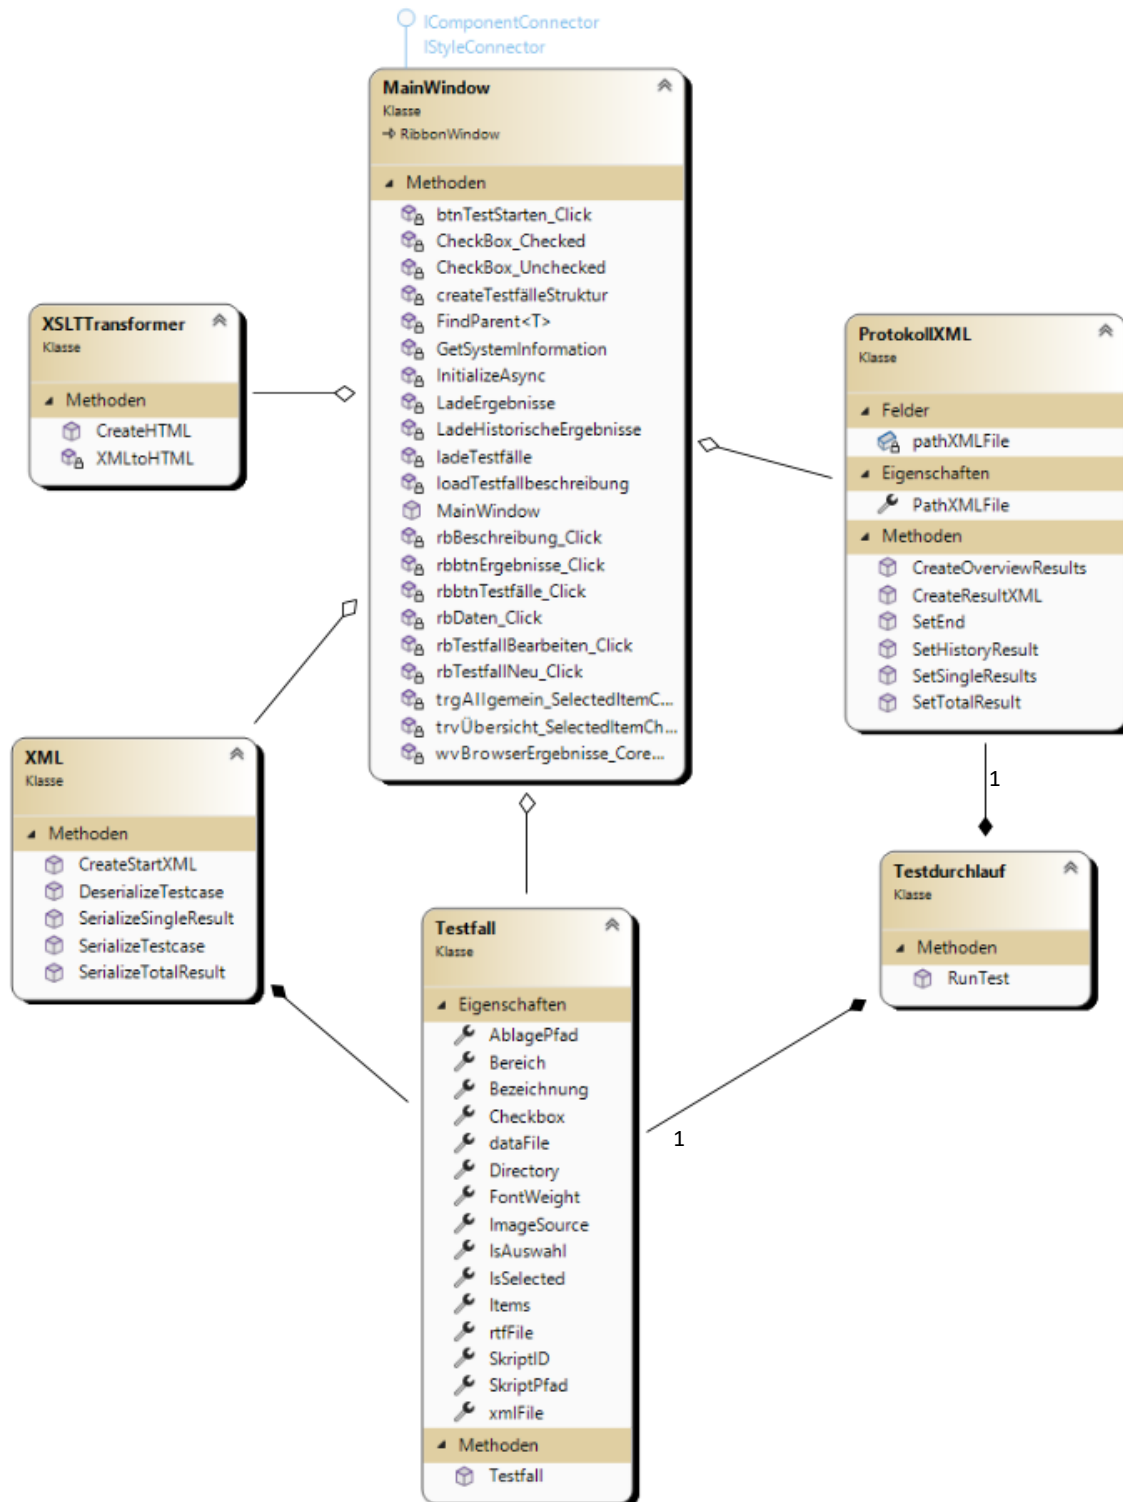 IComponentConnector
IStyleConnector
MainWindow
Klasse
RibbonWindow
Methoden
btnTestStarten_Click
CheckBox_Checked
CheckBox_Unchecked
createTestfälleStruktur
FindParent<T>
GetSystemInformation
InitializeAsync
LadeErgebnisse
LadeHistorischeErgebnisse
ladeTestfälle
loadTestfallbeschreibung
MainWindow
rbBeschreibung_Click
rbbtnErgebnisse_Click
rbbtnTestfälle_Click
rbDaten_Click
rbTestfallBearbeiten_Click
rbTestfallNeu_Click
trgAllgemein_SelectedItemC...
trvÜbersicht_SelectedItemCh...
wvBrowserErgebnisse_Core...
XSLTTransformer
Klasse
Methoden
CreateHTML
XMLtoHTML
ProtokollXML
Klasse
Felder
pathXMLFile
Eigenschaften
PathXMLFile
Methoden
CreateOverviewResults
CreateResultXML
SetEnd
SetHistoryResult
SetSingleResults
SetTotalResult
XML
Klasse
Methoden
CreateStartXML
DeserializeTestcase
SerializeSingleResult
SerializeTestcase
SerializeTotalResult
1
Testdurchlauf
Klasse
Methoden
RunTest
Testfall
Klasse
Eigenschaften
AblagePfad
Bereich
Bezeichnung
Checkbox
dataFile
Directory
FontWeight
ImageSource
IsAuswahl
IsSelected
Items
rtfFile
SkriptID
SkriptPfad
xmlFile
Methoden
Testfall
1